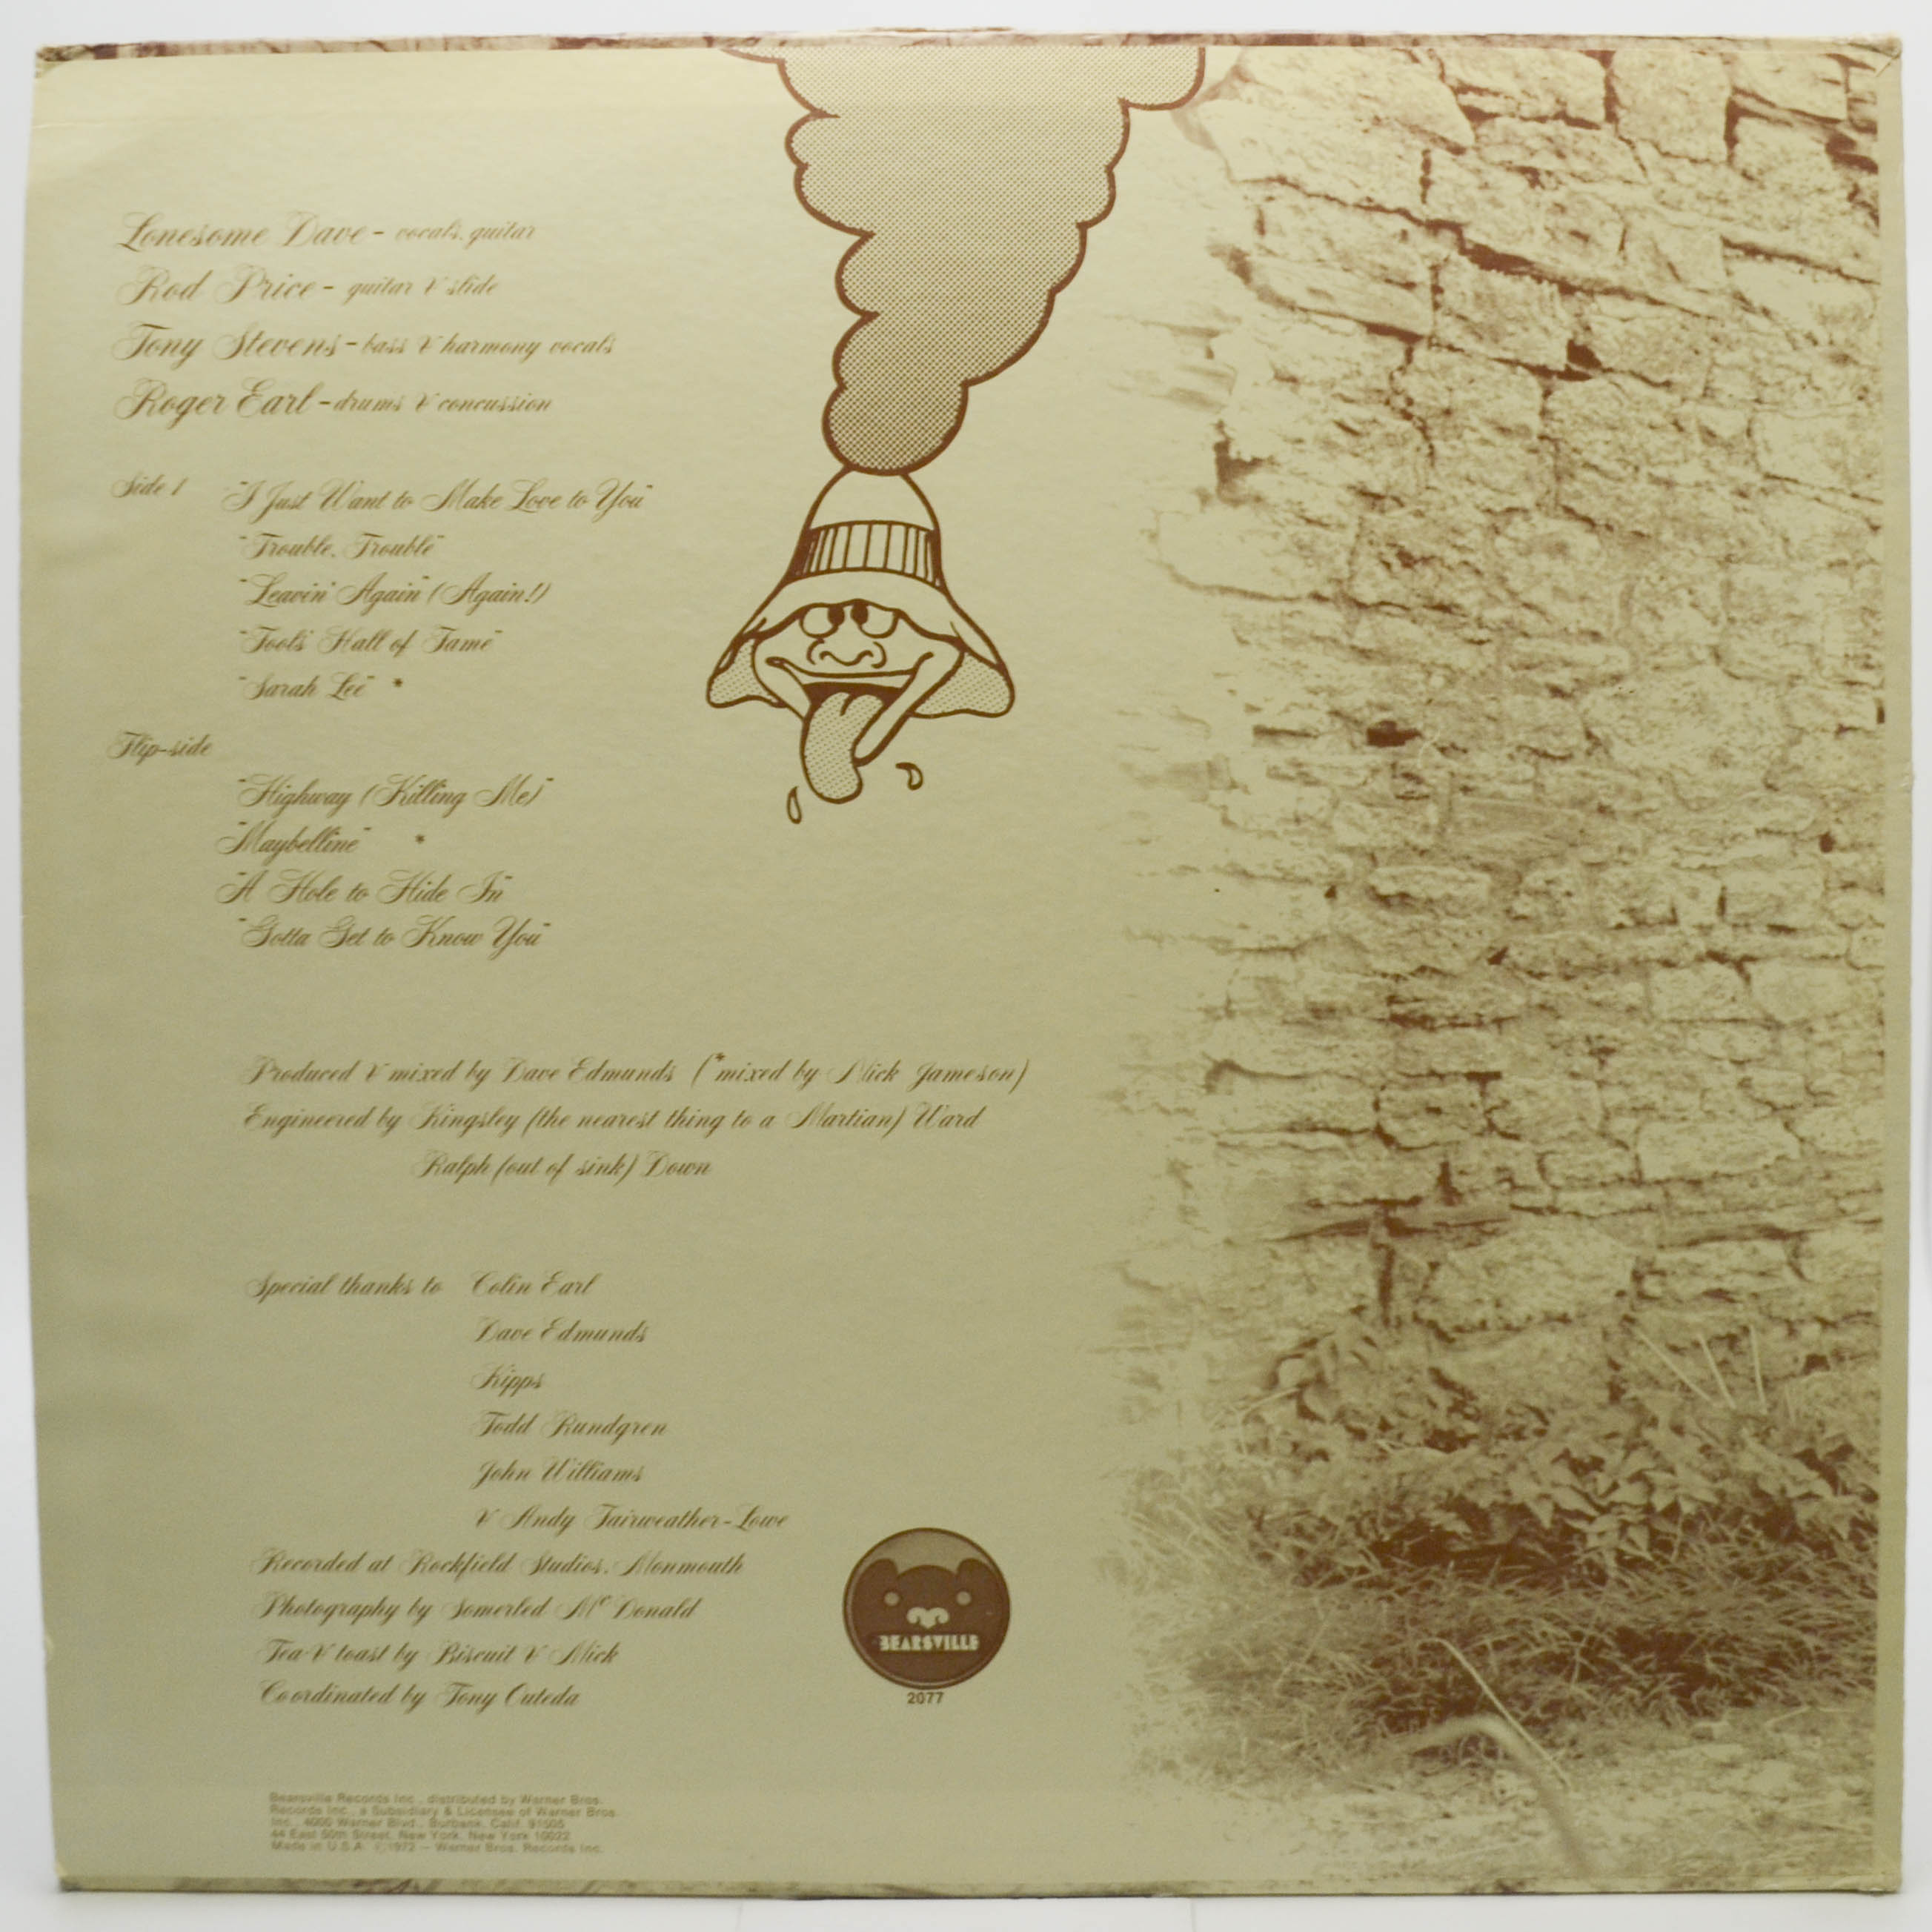 Lonesome Dave - vocals, guitar
Rod Price - guitar & slide
Tony Stevens - bass & harmony vocals
Roger Earl - drums & concussion
Side 1 "I Just Want to Make Love to You"
"Trouble, Trouble"
"Leavin' Again" (Again!)
"Fool's Hall of Fame"
"Sarah Lee" *
Flip-side
"Highway (Killing Me)"
"Maybelline" *
"A Hole to Hide In"
"Gotta Get to Know You"
Produced & mixed by Dave Edmunds (*mixed by Nick Jameson)
Engineered by Kingsley (the nearest thing to a Martian) Ward
Ralph (out of sink) Down
Special thanks to Colin Earl
Dave Edmunds
Kipps
Todd Rundgren
John Williams
& Andy Fairweather-Lowe
Recorded at Rockfield Studios, Monmouth
Photography by Somerled Mc Donald
Tea & toast by Biscuit & Mick
Coordinated by Tony Outeda
BEARSVILLE
2077
Bearsville Records Inc., distributed by Warner Bros.
Records Inc., a Subsidiary & Licensee of Warner Bros.
Inc., 4000 Warner Blvd., Burbank, Calif. 91505
44 East 50th Street, New York, New York 10022
Made in U.S.A. ©1972 — Warner Bros. Records Inc.